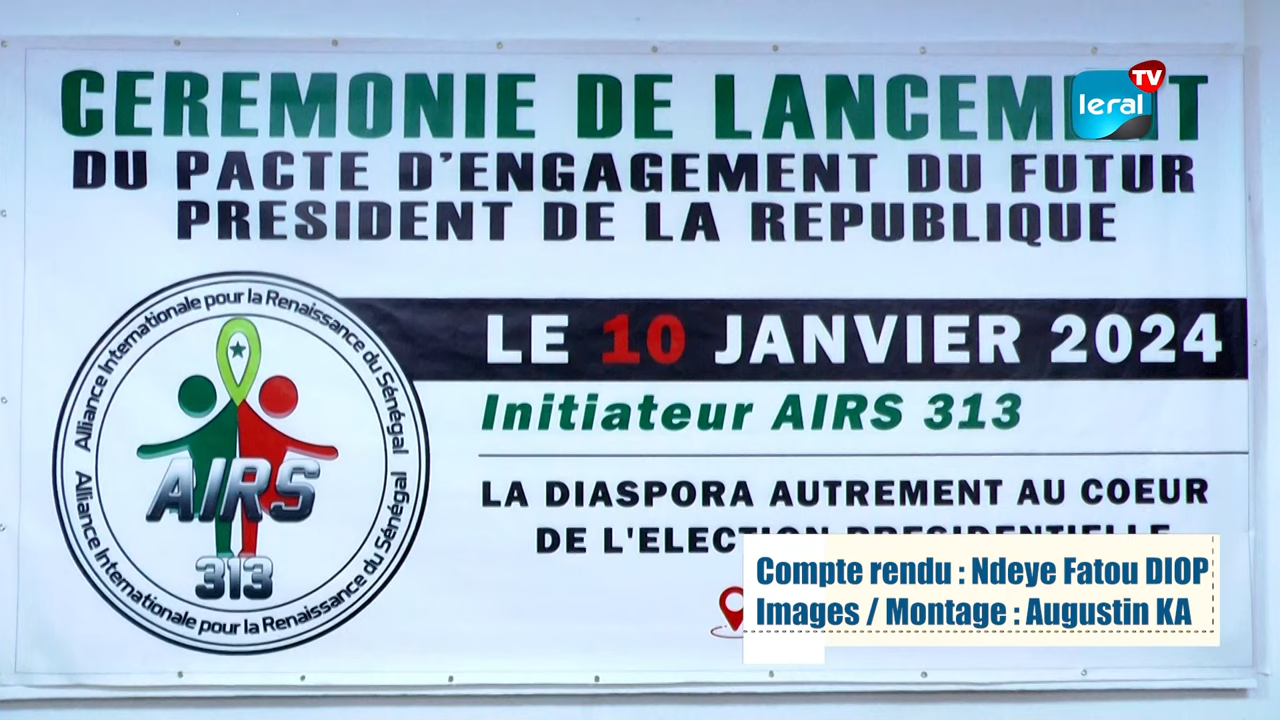 CEREMONIE DE LANCEMENT
TV
leral
DU PACTE D'ENGAGEMENT DU FUTUR
PRESIDENT DE LA REPUBLIQUE
Alliance Internationale pour la Renaissance du Sénégal
AIRS
313
Alliance Internationale pour la Renaissance du Sénégal
LE 10 JANVIER 2024
Initiateur AIRS 313
LA DIASPORA AUTREMENT AU COEUR
DE L'ELECTION PRESIDENTIELLE
Compte rendu : Ndeye Fatou DIOP
Images / Montage : Augustin KA